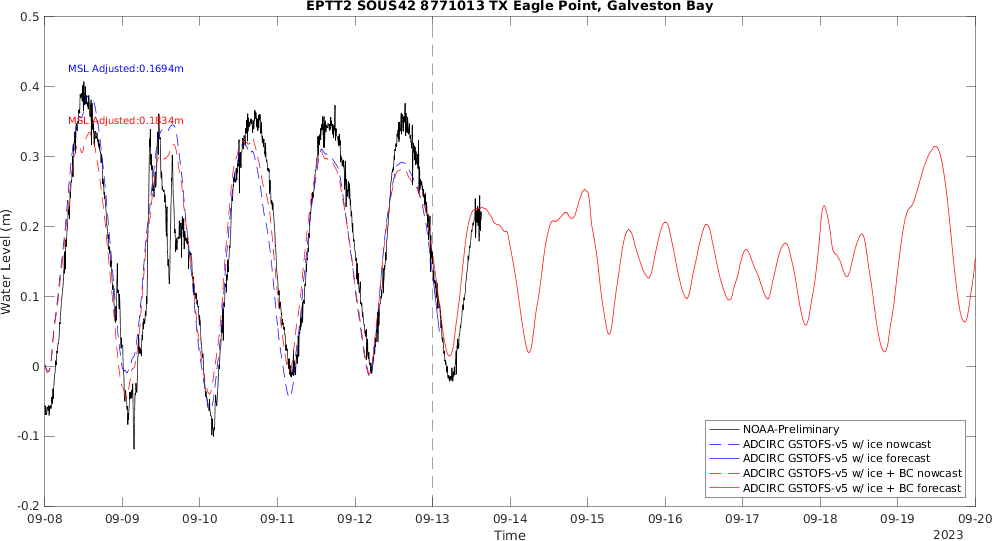 EPTT2 SOUS42 8771013 TX Eagle Point, Galveston Bay
0.5
0.4
0.3
0.2
0.1
0
-0.1
-0.2
Water Level (m)
MSL Adjusted:0.1694m
MSL Adjusted:0.1834m
NOAA-Preliminary
ADCIRC GSTOFS-v5 w/ ice nowcast
ADCIRC GSTOFS-v5 w/ ice forecast
ADCIRC GSTOFS-v5 w/ ice + BC nowcast
ADCIRC GSTOFS-v5 w/ ice + BC forecast
09-08 09-09 09-10 09-11 09-12 09-13 09-14 09-15 09-16 09-17 09-18 09-19 09-20
Time
2023